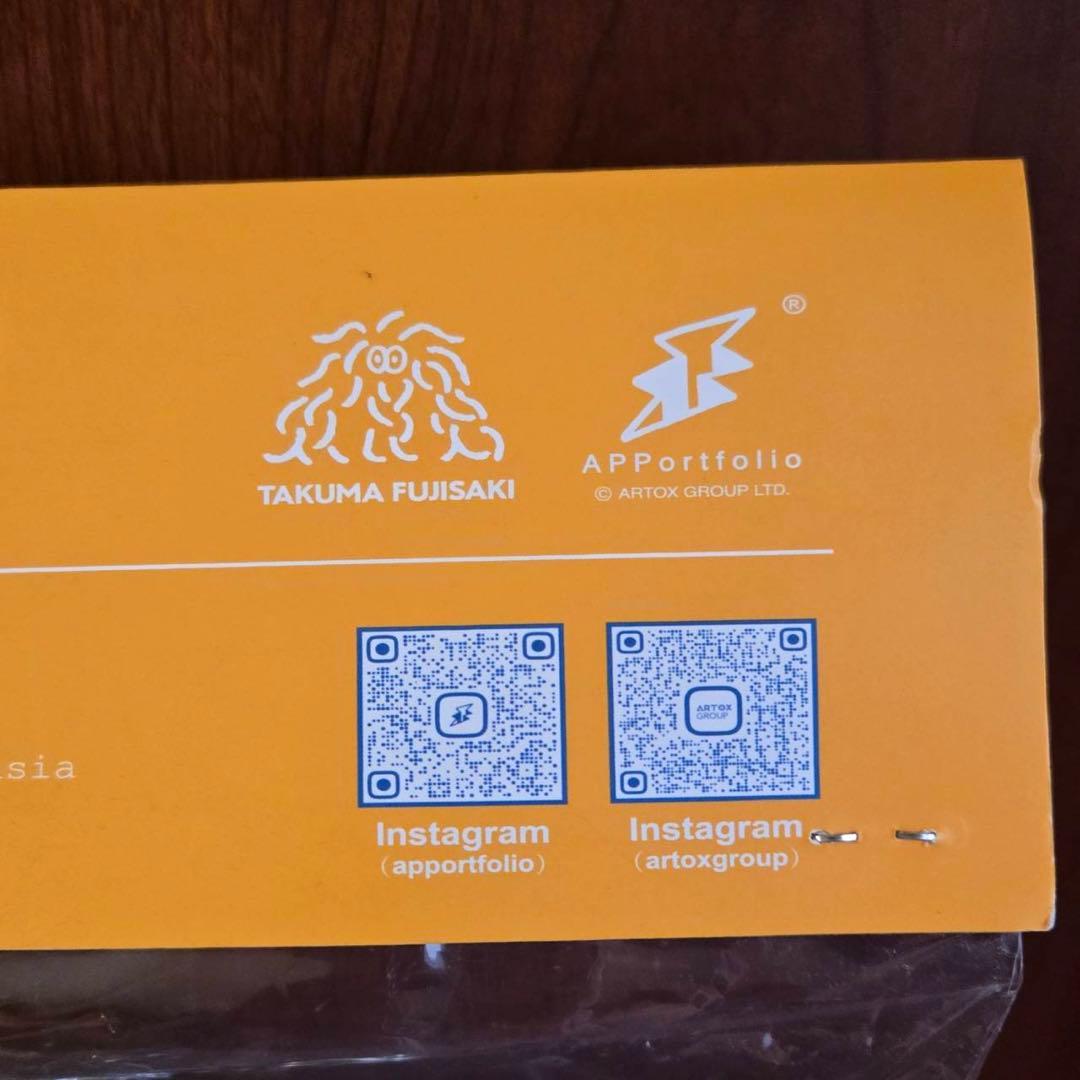 ®
TAKUMA FUJISAKI
APPortfolio
© ARTOX GROUP LTD.
ARTOX
GROUP
sia
Instagram
(apportfolio)
Instagram
(artoxgroup)